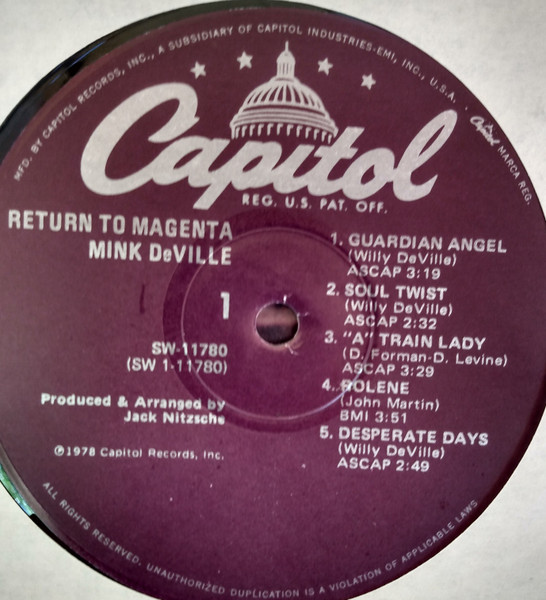 MFD. BY CAPITOL RECORDS, INC., A SUBSIDIARY OF CAPITOL INDUSTRIES-EMI, INC., U.S.A. · Capitol MARCA REG.
Capitol
REG. U.S. PAT. OFF.
RETURN TO MAGENTA
MINK DeVILLE
1
SW-11780
(SW 1-11780)
Produced & Arranged by
Jack Nitzsche
℗1978 Capitol Records, Inc.
1. GUARDIAN ANGEL
(Willy DeVille)
ASCAP 3:19
2. SOUL TWIST
(Willy DeVille)
ASCAP 2:32
3. "A" TRAIN LADY
(D. Forman-D. Levine)
ASCAP 3:29
4. ROLENE
(John Martin)
BMI 3:51
5. DESPERATE DAYS
(Willy DeVille)
ASCAP 2:49
ALL RIGHTS RESERVED. UNAUTHORIZED DUPLICATION IS A VIOLATION OF APPLICABLE LAWS